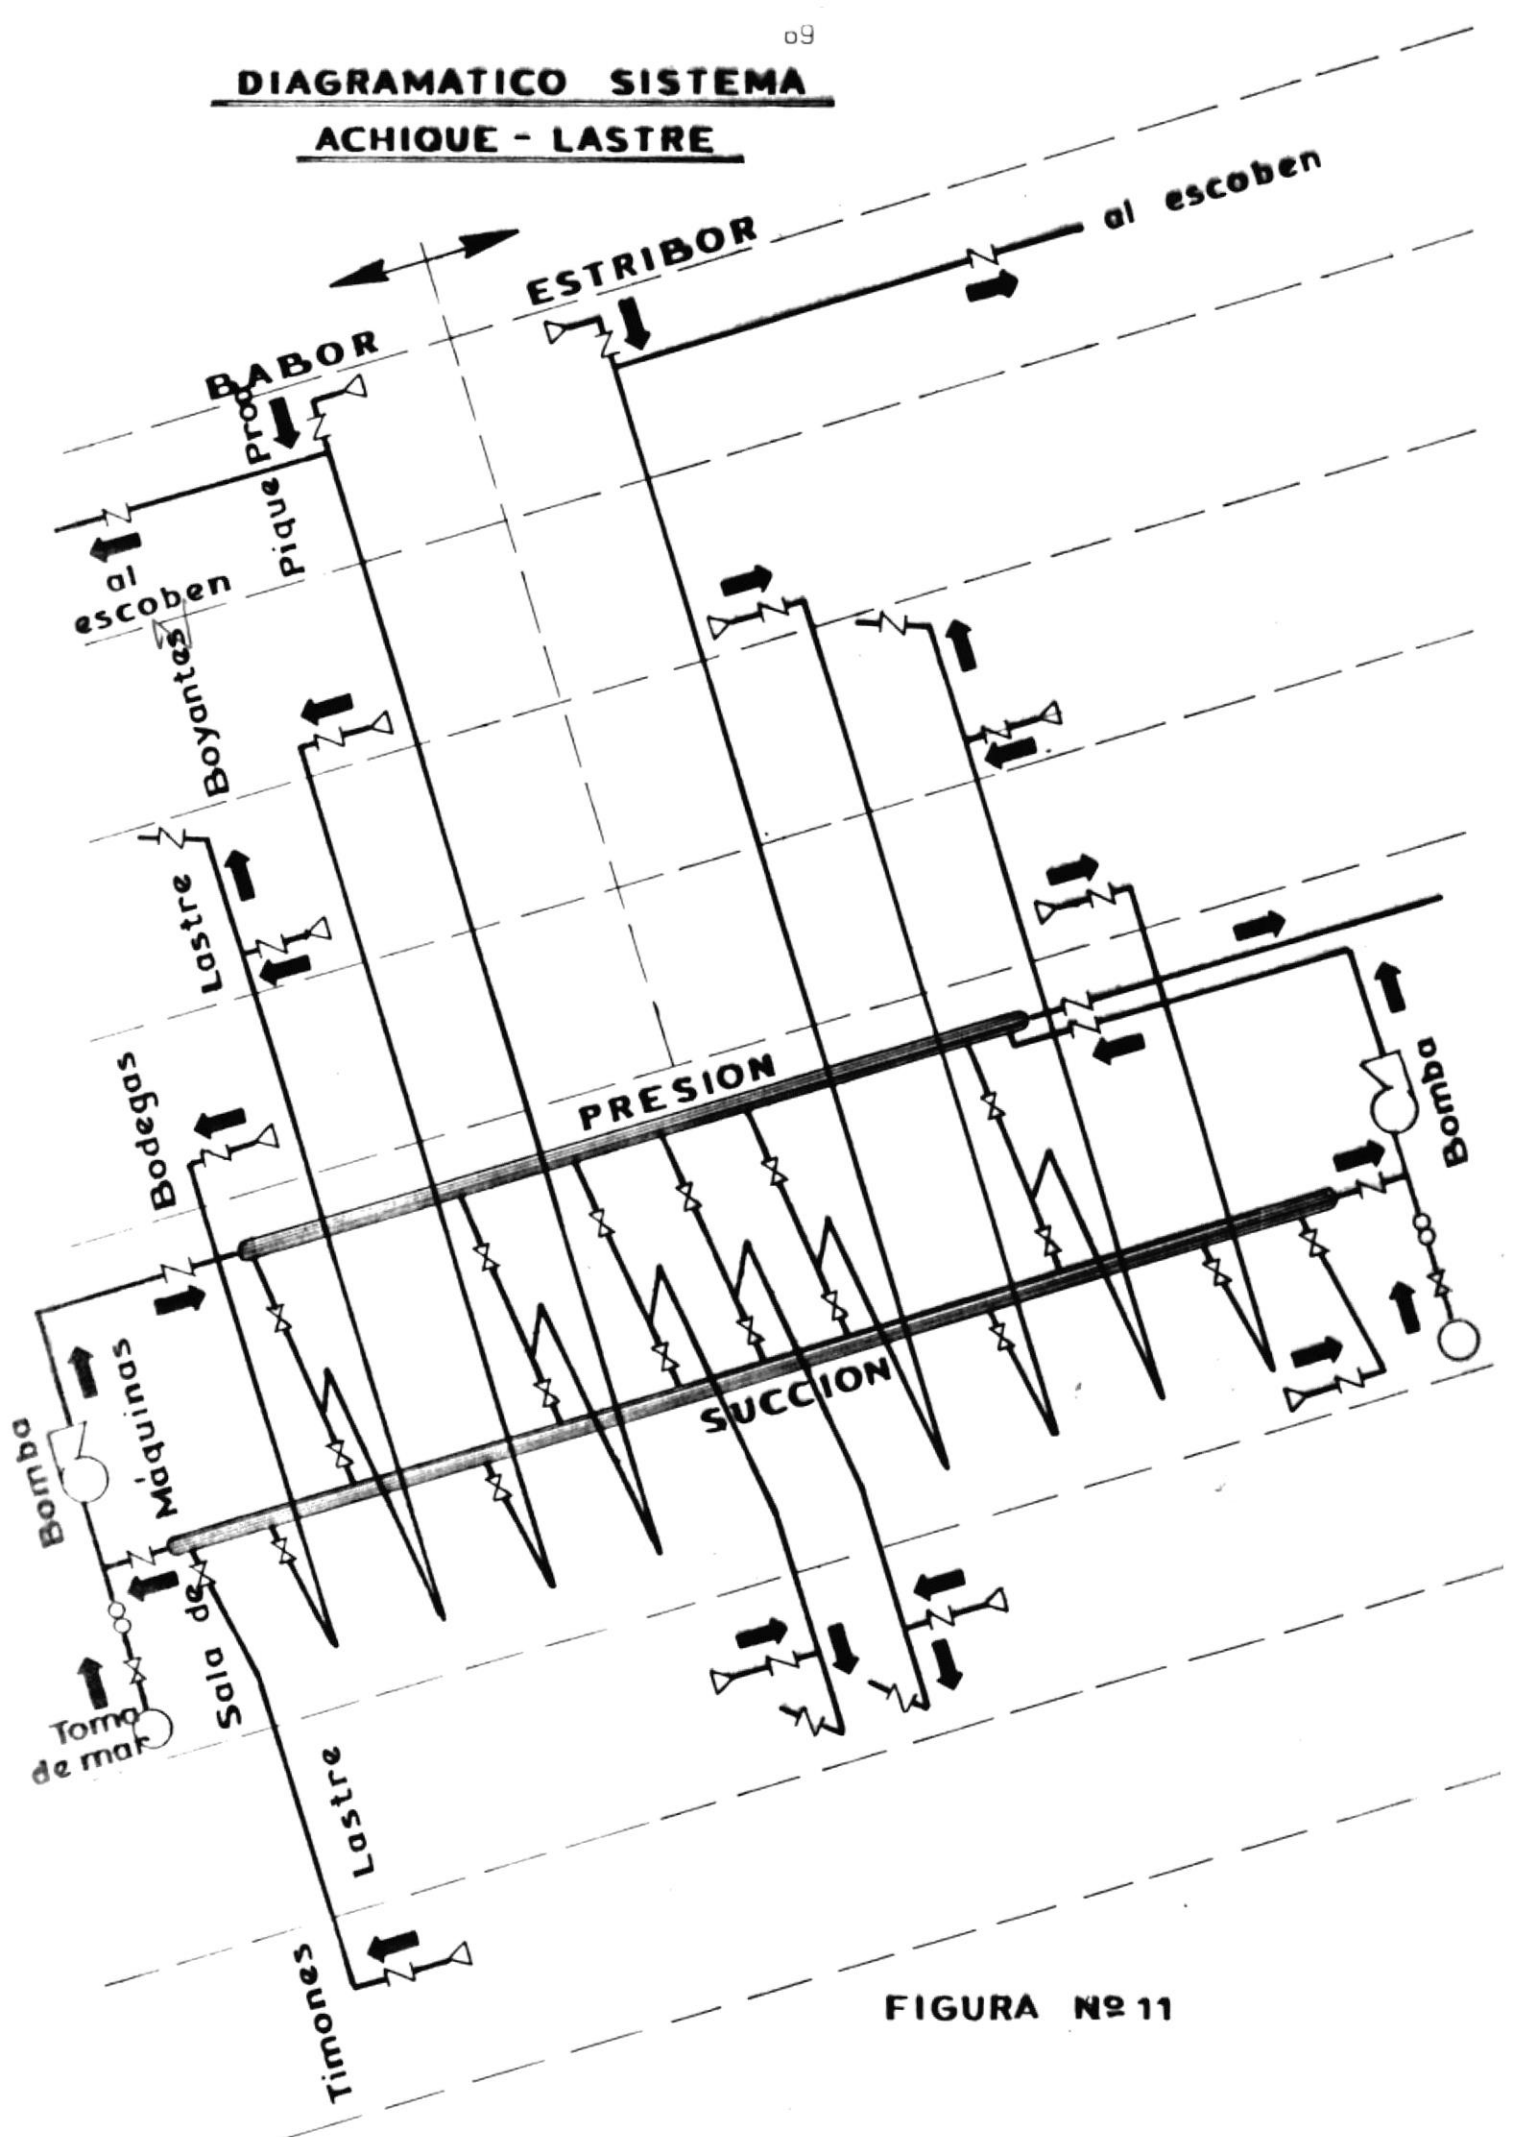 09
DIAGRAMATICO SISTEMA
ACHIQUE - LASTRE
al escoben
ESTRIBOR
BABOR
Pique Proa
al
escoben
Boyantes
Lastre
Bodegas
PRESION
Bomba
Máquinas
SUCCION
Bomba
Sala de
Toma
de mar
Lastre
Timones
FIGURA Nº 11